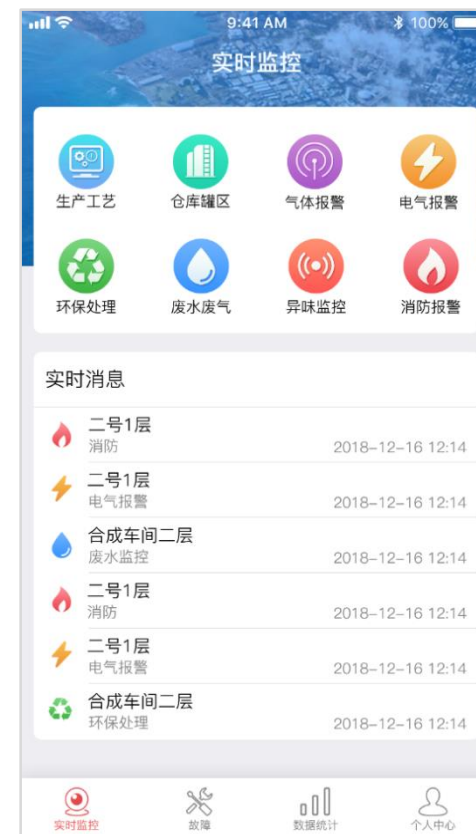 9:41 AM 100%
实时监控
生产工艺 仓库罐区 气体报警 电气报警
环保处理 废水废气 异味监控 消防报警
实时消息
二号1层
消防 2018-12-16 12:14
二号1层
电气报警 2018-12-16 12:14
合成车间二层
废水监控 2018-12-16 12:14
二号1层
消防 2018-12-16 12:14
二号1层
电气报警 2018-12-16 12:14
合成车间二层
环保处理 2018-12-16 12:14
实时监控 故障 数据统计 个人中心